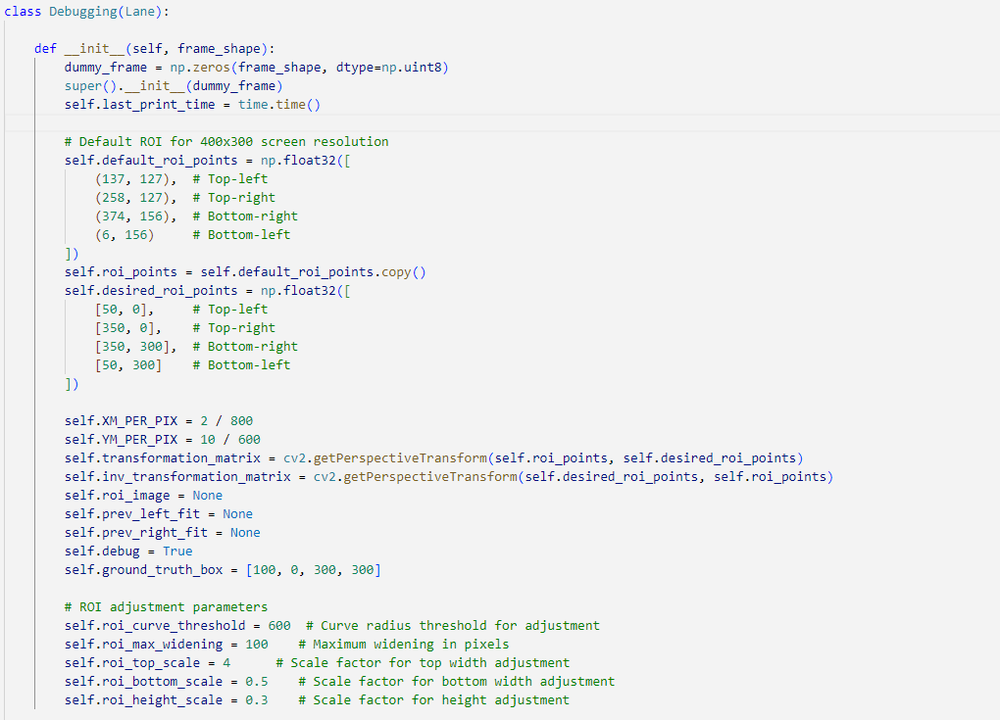 class Debugging(Lane):
def __init__(self, frame_shape):
dummy_frame = np.zeros(frame_shape, dtype=np.uint8)
super().__init__(dummy_frame)
self.last_print_time = time.time()
# Default ROI for 400x300 screen resolution
self.default_roi_points = np.float32([
(137, 127),  # Top-left
(258, 127),  # Top-right
(374, 156),  # Bottom-right
(6, 156)     # Bottom-left
])
self.roi_points = self.default_roi_points.copy()
self.desired_roi_points = np.float32([
[50, 0],     # Top-left
[350, 0],    # Top-right
[350, 300],  # Bottom-right
[50, 300]    # Bottom-left
])
self.XM_PER_PIX = 2 / 800
self.YM_PER_PIX = 10 / 600
self.transformation_matrix = cv2.getPerspectiveTransform(self.roi_points, self.desired_roi_points)
self.inv_transformation_matrix = cv2.getPerspectiveTransform(self.desired_roi_points, self.roi_points)
self.roi_image = None
self.prev_left_fit = None
self.prev_right_fit = None
self.debug = True
self.ground_truth_box = [100, 0, 300, 300]
# ROI adjustment parameters
self.roi_curve_threshold = 600  # Curve radius threshold for adjustment
self.roi_max_widening = 100    # Maximum widening in pixels
self.roi_top_scale = 4      # Scale factor for top width adjustment
self.roi_bottom_scale = 0.5    # Scale factor for bottom width adjustment
self.roi_height_scale = 0.3    # Scale factor for height adjustment